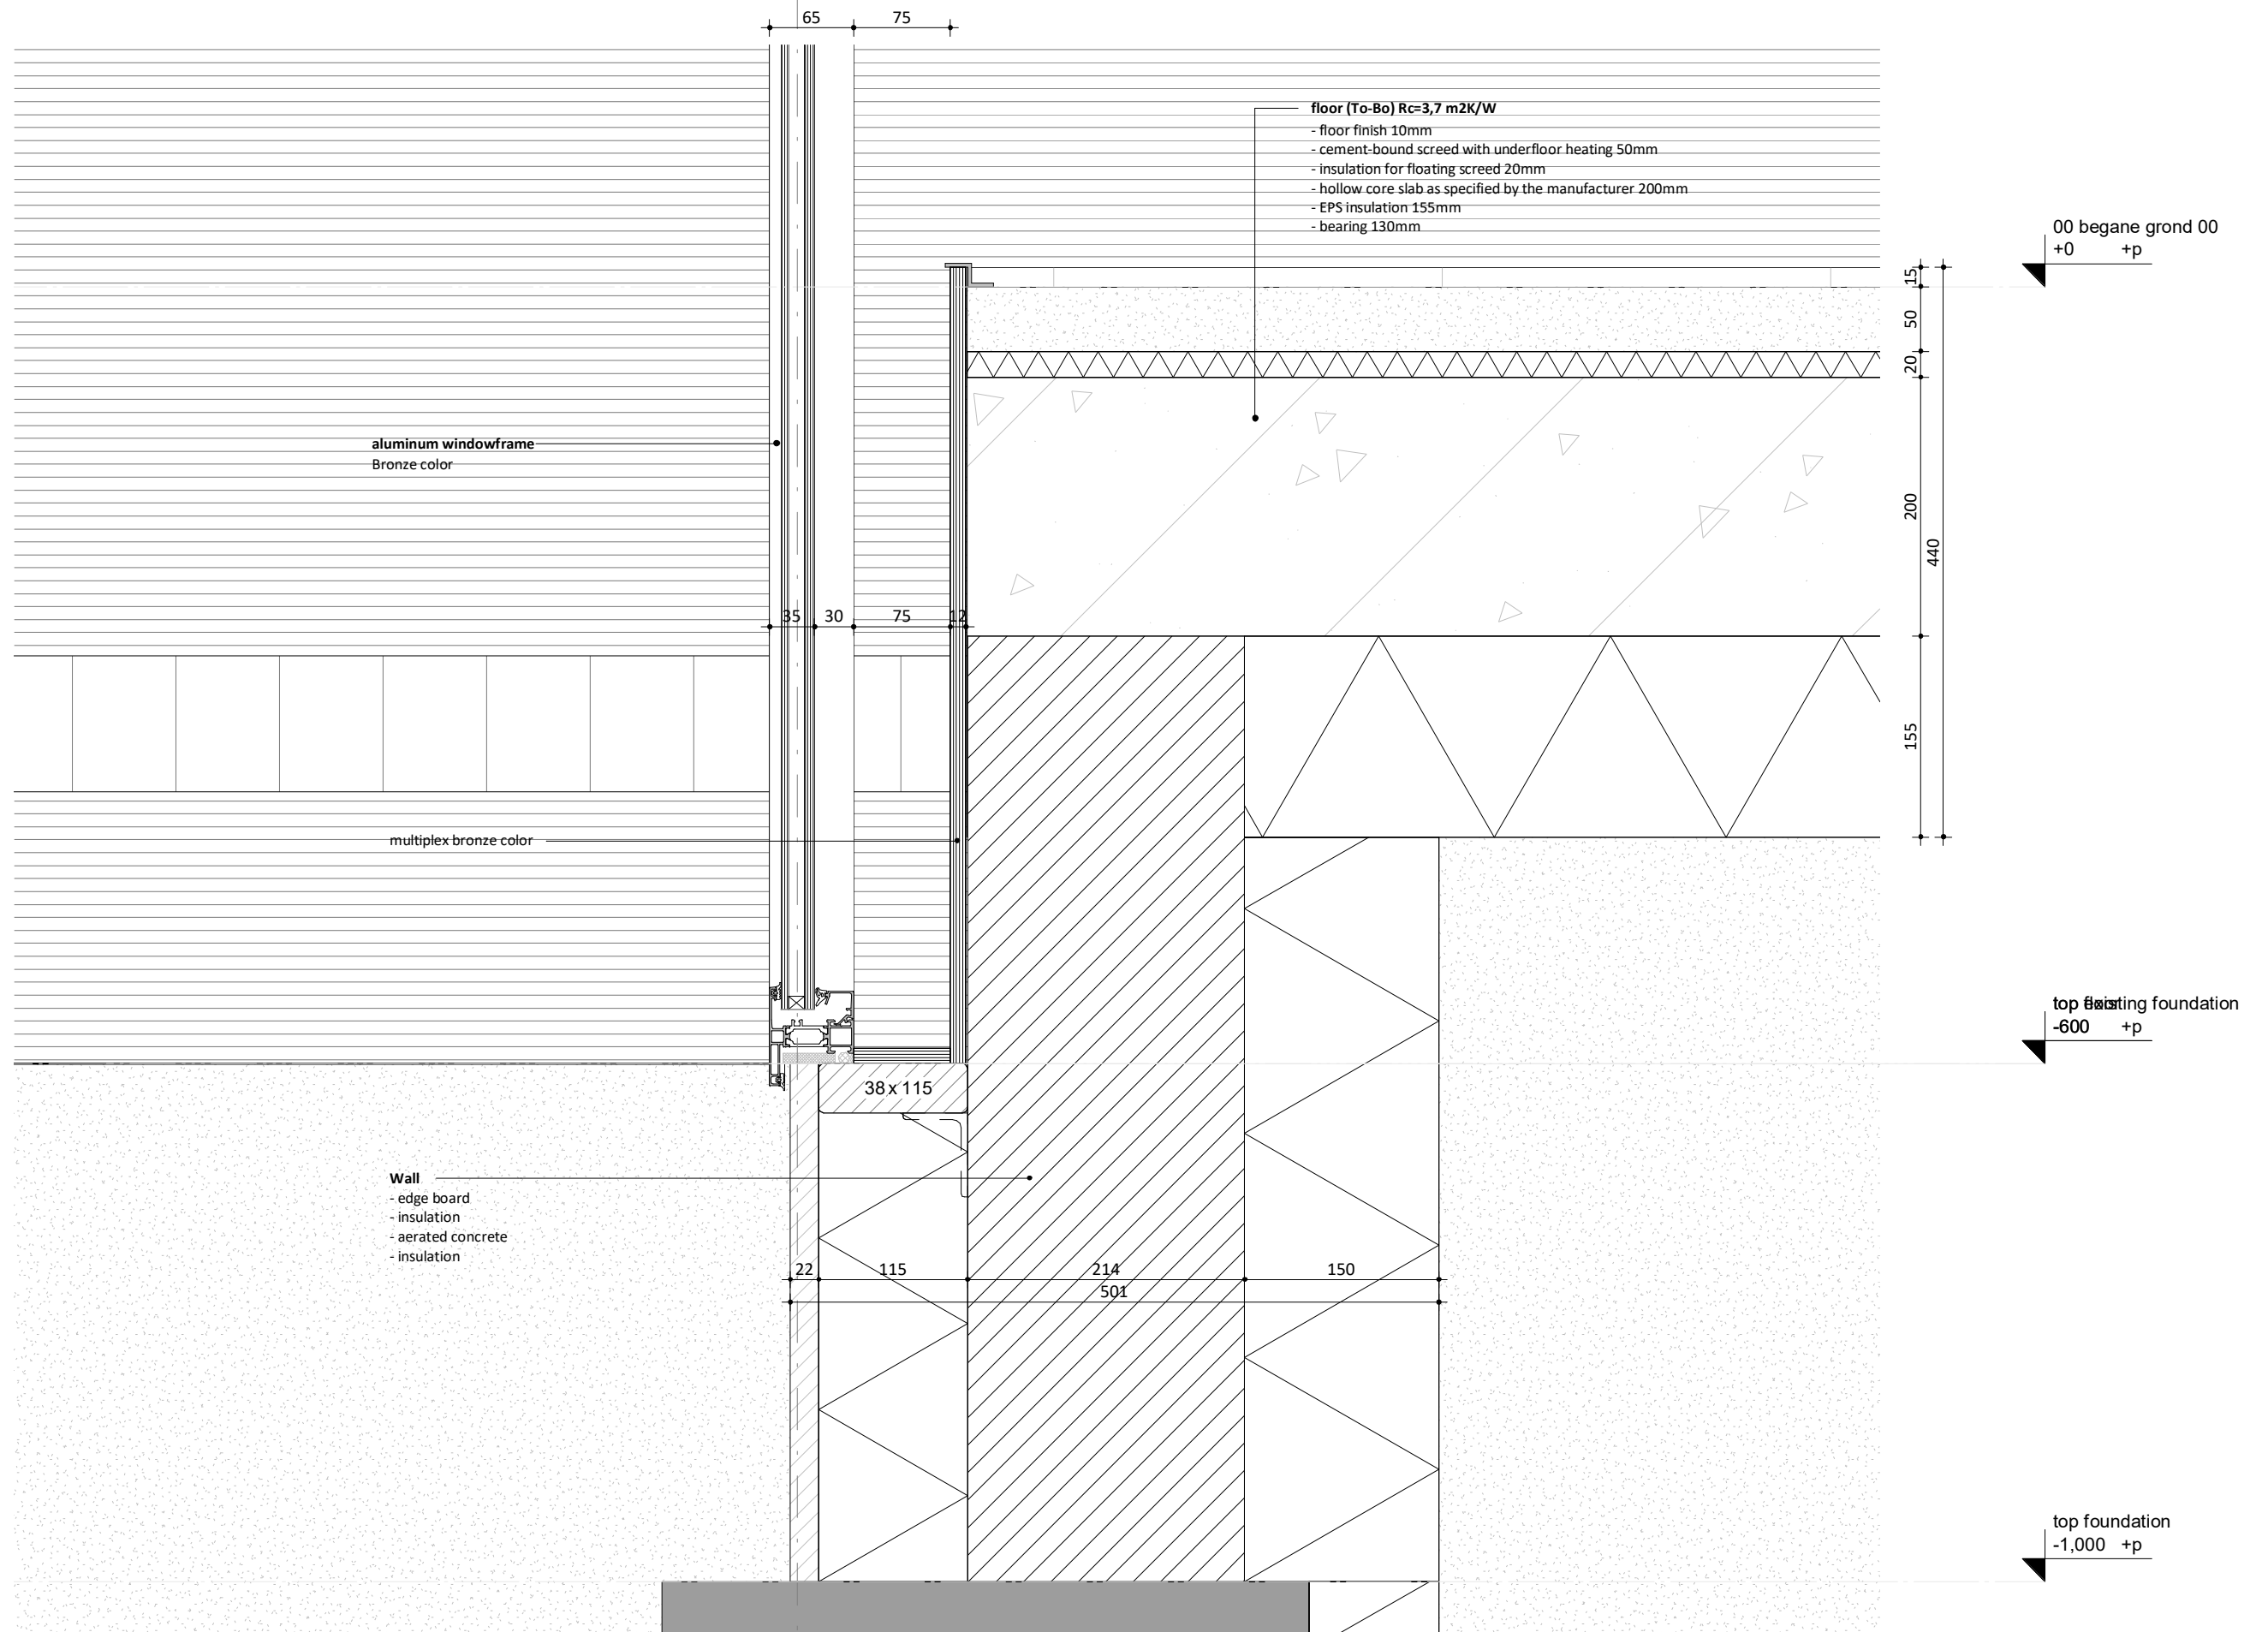 65
75
floor (To-Bo) Rc=3,7 m2K/W
- floor finish 10mm
- cement-bound screed with underfloor heating 50mm
- insulation for floating screed 20mm
- hollow core slab as specified by the manufacturer 200mm
- EPS insulation 155mm
- bearing 130mm
00 begane grond 00
+0 +p
15
50
20
200
440
155
aluminum windowframe
Bronze color
35
30
75
12
multiplex bronze color
top existing foundation
-600 +p
38 x 115
Wall
- edge board
- insulation
- aerated concrete
- insulation
22
115
214
150
501
top foundation
-1,000 +p